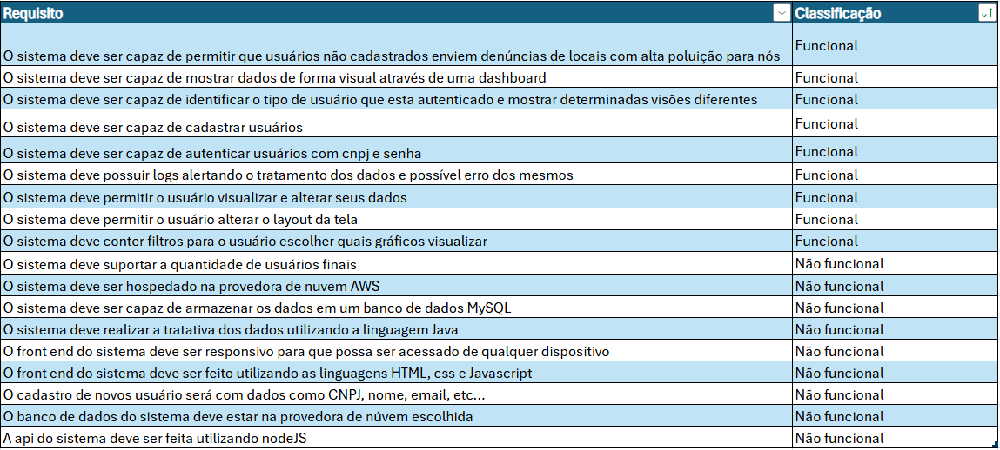 Requisito Classificação
O sistema deve ser capaz de permitir que usuários não cadastrados enviem denúncias de locais com alta poluição para nós Funcional
O sistema deve ser capaz de mostrar dados de forma visual através de uma dashboard Funcional
O sistema deve ser capaz de identificar o tipo de usuário que esta autenticado e mostrar determinadas visões diferentes Funcional
O sistema deve ser capaz de cadastrar usuários Funcional
O sistema deve ser capaz de autenticar usuários com cnpj e senha Funcional
O sistema deve possuir logs alertando o tratamento dos dados e possível erro dos mesmos Funcional
O sistema deve permitir o usuário visualizar e alterar seus dados Funcional
O sistema deve permitir o usuário alterar o layout da tela Funcional
O sistema deve conter filtros para o usuário escolher quais gráficos visualizar Funcional
O sistema deve suportar a quantidade de usuários finais Não funcional
O sistema deve ser hospedado na provedora de nuvem AWS Não funcional
O sistema deve ser capaz de armazenar os dados em um banco de dados MySQL Não funcional
O sistema deve realizar a tratativa dos dados utilizando a linguagem Java Não funcional
O front end do sistema deve ser responsivo para que possa ser acessado de qualquer dispositivo Não funcional
O front end do sistema deve ser feito utilizando as linguagens HTML, css e Javascript Não funcional
O cadastro de novos usuário será com dados como CNPJ, nome, email, etc... Não funcional
O banco de dados do sistema deve estar na provedora de núvem escolhida Não funcional
A api do sistema deve ser feita utilizando nodeJS Não funcional